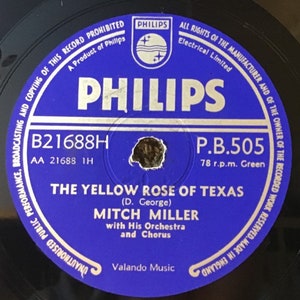 UNAUTHORISED PUBLIC PERFORMANCE, BROADCASTING AND COPYING OF THIS RECORD PROHIBITED
ALL RIGHTS OF THE MANUFACTURER AND OF THE OWNER OF THE RECORDED WORK RESERVED MADE IN ENGLAND
A Product of Philips Electrical Limited.
PHILIPS
PHILIPS
B21688H P.B.505
AA 21688 1H 78 r.p.m. Green
THE YELLOW ROSE OF TEXAS
(D. George)
MITCH MILLER
with His Orchestra
and Chorus
Valando Music